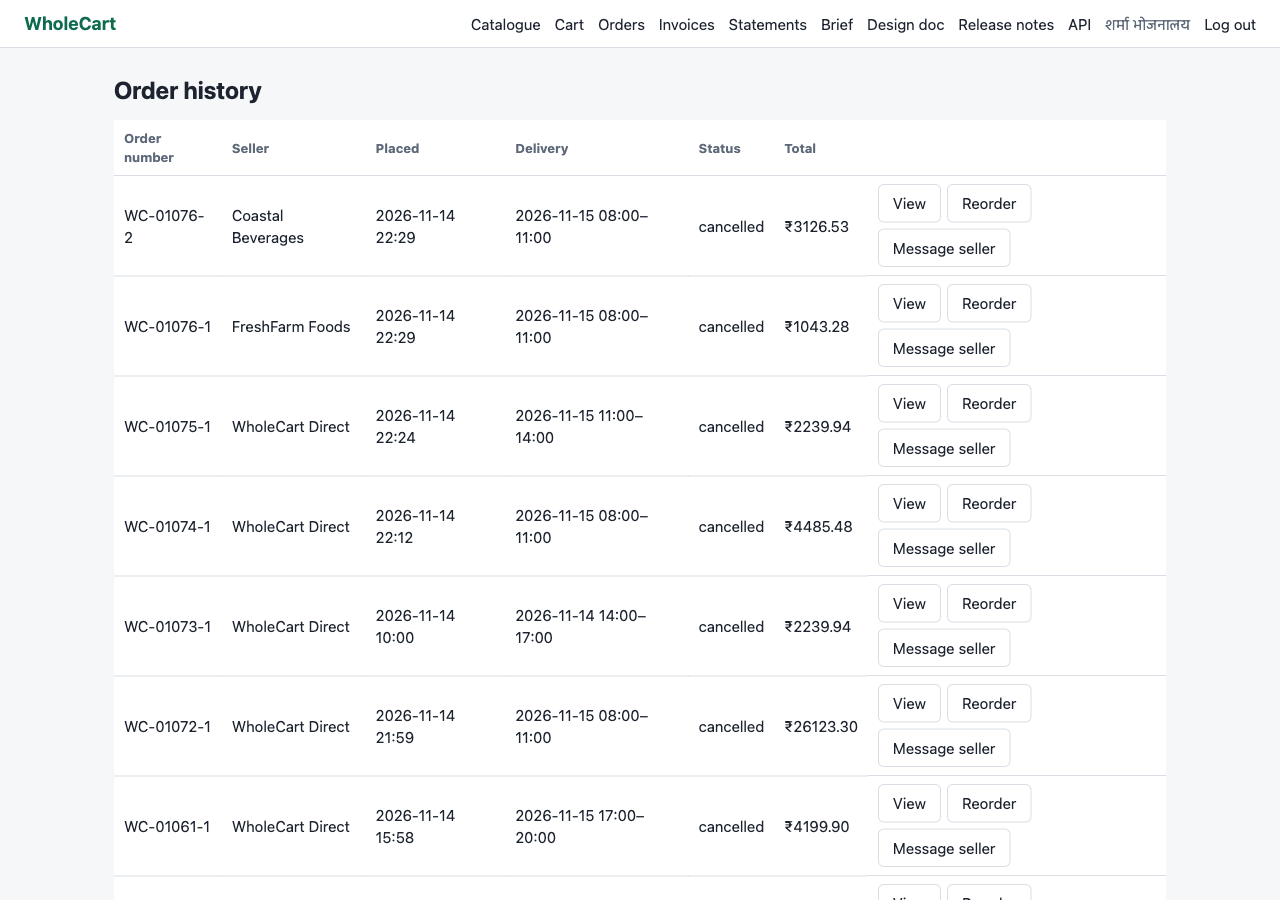 WholeCart
Catalogue Cart Orders Invoices Statements Brief Design doc Release notes API शर्मा भोजनालय Log out
Order history
Order number Seller Placed Delivery Status Total
WC-01076-2 Coastal Beverages 2026-11-14 22:29 2026-11-15 08:00–11:00 cancelled ₹3126.53 View Reorder
Message seller
WC-01076-1 FreshFarm Foods 2026-11-14 22:29 2026-11-15 08:00–11:00 cancelled ₹1043.28 View Reorder
Message seller
WC-01075-1 WholeCart Direct 2026-11-14 22:24 2026-11-15 11:00–14:00 cancelled ₹2239.94 View Reorder
Message seller
WC-01074-1 WholeCart Direct 2026-11-14 22:12 2026-11-15 08:00–11:00 cancelled ₹4485.48 View Reorder
Message seller
WC-01073-1 WholeCart Direct 2026-11-14 10:00 2026-11-14 14:00–17:00 cancelled ₹2239.94 View Reorder
Message seller
WC-01072-1 WholeCart Direct 2026-11-14 21:59 2026-11-15 08:00–11:00 cancelled ₹26123.30 View Reorder
Message seller
WC-01061-1 WholeCart Direct 2026-11-14 15:58 2026-11-15 17:00–20:00 cancelled ₹4199.90 View Reorder
Message seller